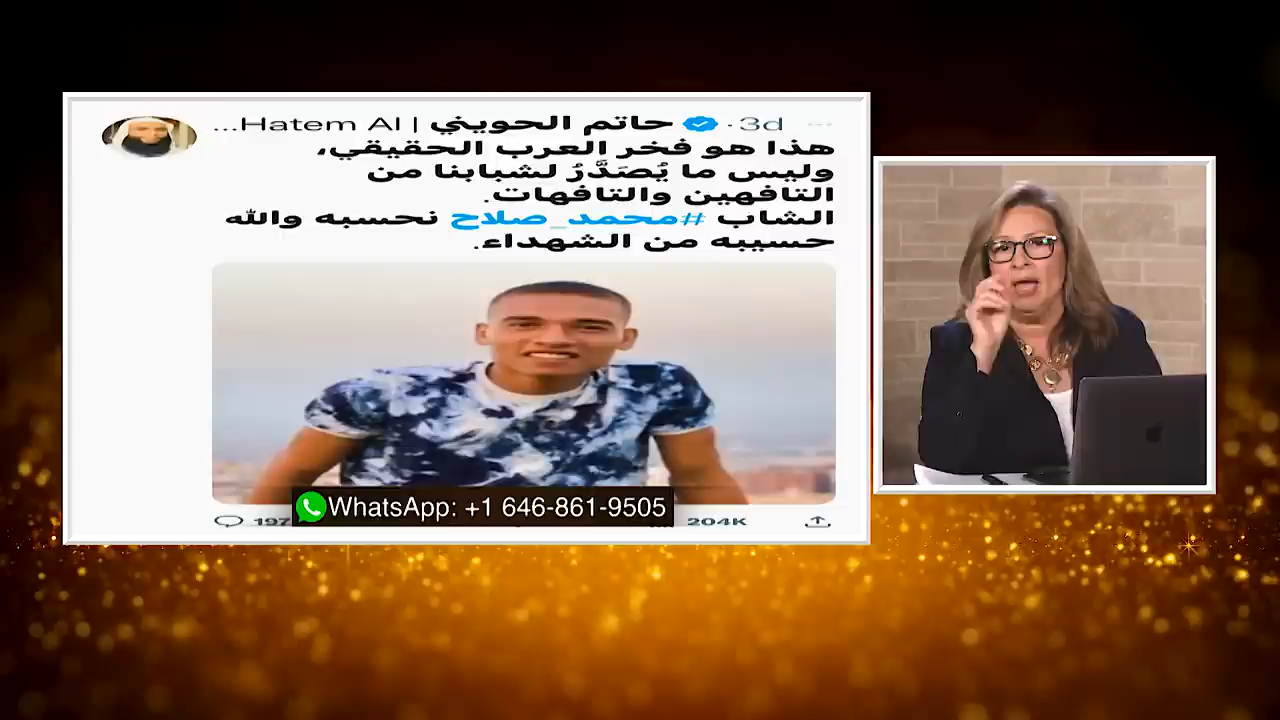 حاتم الحويني | Hatem Al... · 3d
هذا هو فخر العرب الحقيقي،
وليس ما يُصَدَّرُ لشبابنا من
التافهين والتافهات.
الشاب #محمد_صلاح نحسبه والله
حسيبه من الشهداء.
197
204K
WhatsApp: +1 646-861-9505